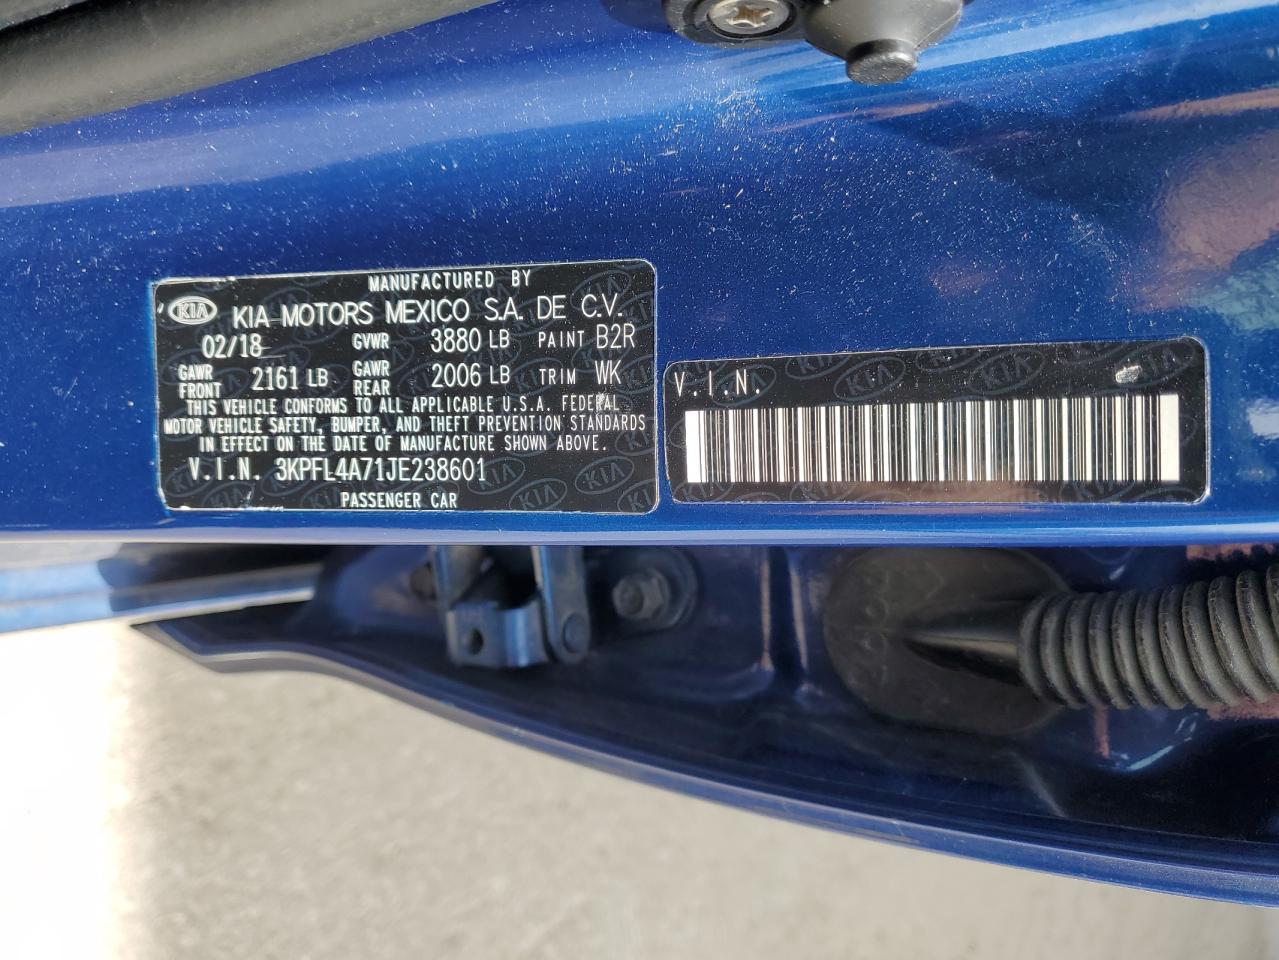 MANUFACTURED BY
KIA KIA MOTORS MEXICO S.A. DE C.V.
02/18 GVWR 3880 LB PAINT B2R
GAWR FRONT 2161 LB GAWR REAR 2006 LB TRIM WK
THIS VEHICLE CONFORMS TO ALL APPLICABLE U.S.A. FEDERAL
MOTOR VEHICLE SAFETY, BUMPER, AND THEFT PREVENTION STANDARDS
IN EFFECT ON THE DATE OF MANUFACTURE SHOWN ABOVE.
V.I.N. 3KPFL4A71JE238601
PASSENGER CAR
V.I.N.